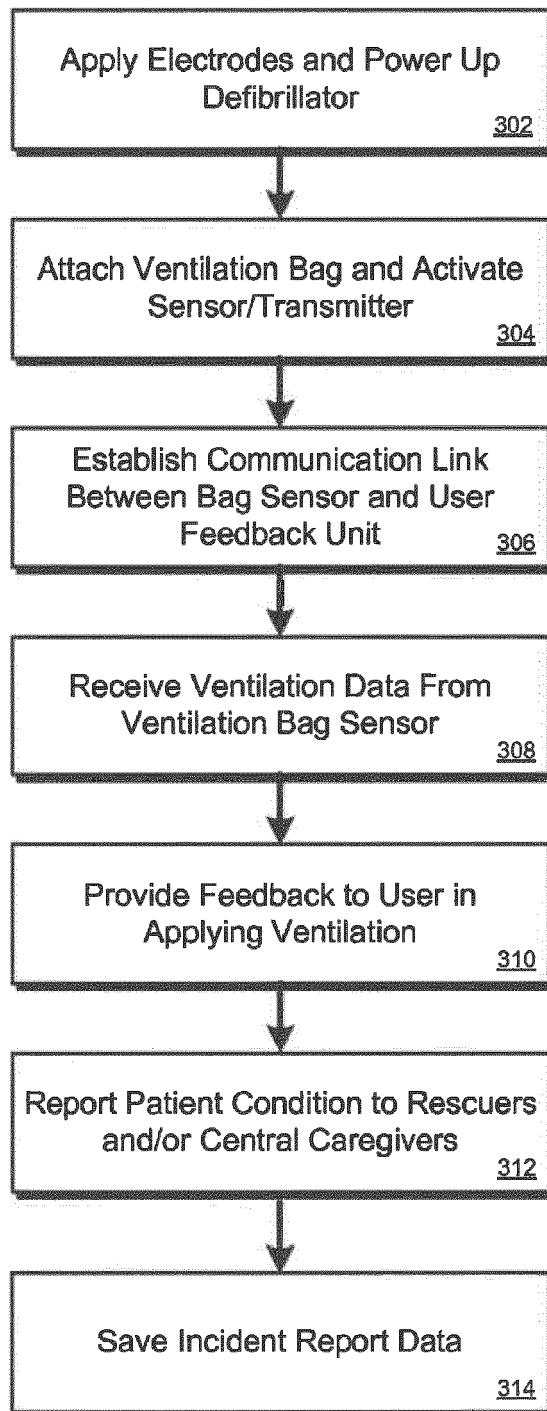 Apply Electrodes and Power Up
Defibrillator
302
Attach Ventilation Bag and Activate
Sensor/Transmitter
304
Establish Communication Link
Between Bag Sensor and User
Feedback Unit
306
Receive Ventilation Data From
Ventilation Bag Sensor
308
Provide Feedback to User in
Applying Ventilation
310
Report Patient Condition to Rescuers
and/or Central Caregivers
312
Save Incident Report Data
314